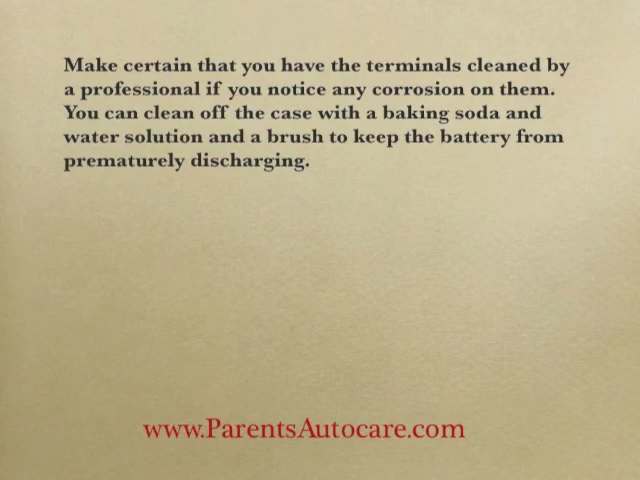 Make certain that you have the terminals cleaned by
a professional if you notice any corrosion on them.
You can clean off the case with a baking soda and
water solution and a brush to keep the battery from
prematurely discharging.
www.ParentsAutocare.com